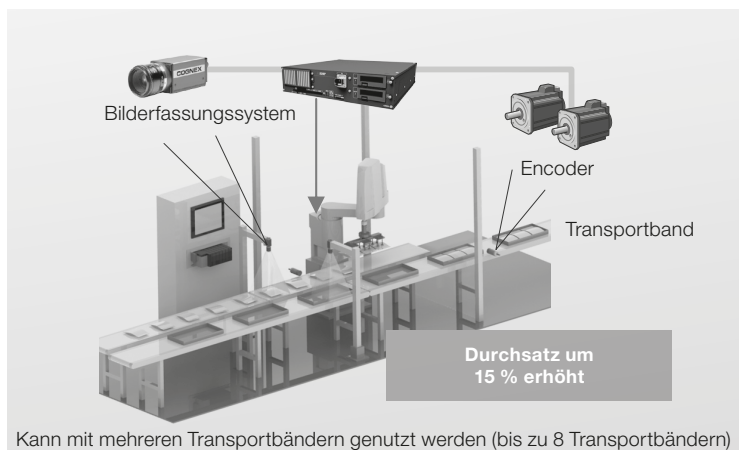 COGNEX
Bilderfassungssystem
Encoder
Transportband
Durchsatz um
15 % erhöht
Kann mit mehreren Transportbändern genutzt werden (bis zu 8 Transportbändern)